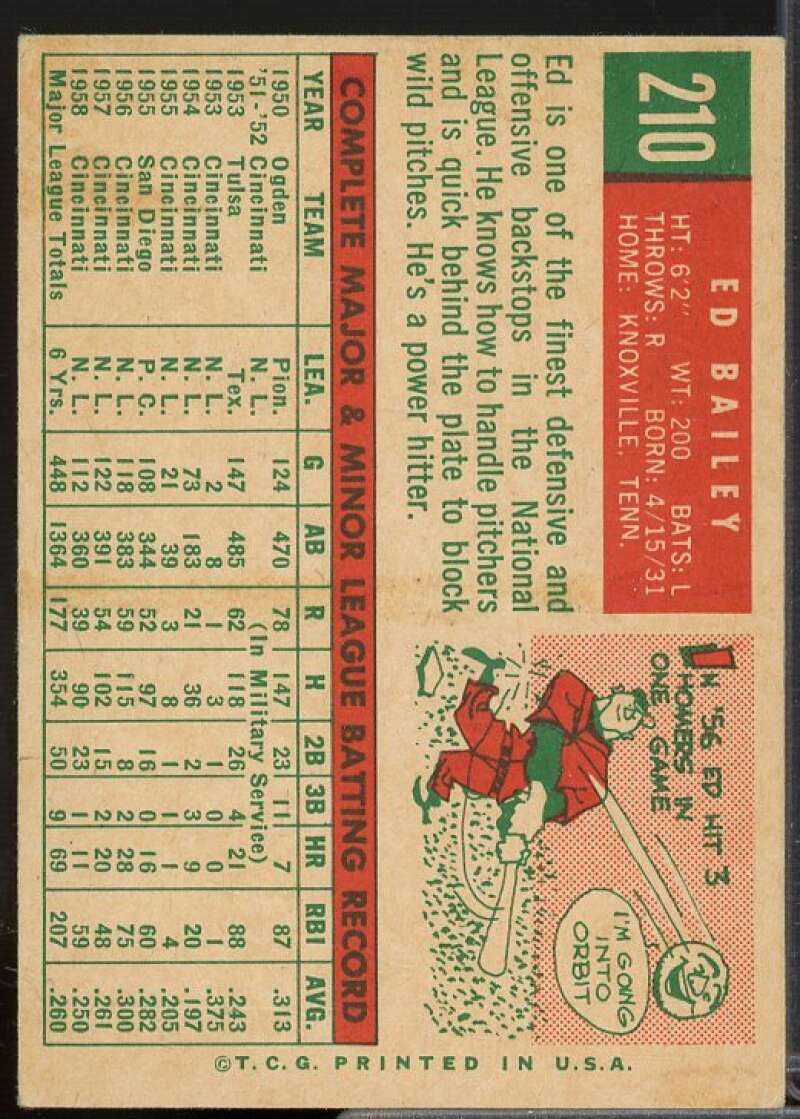 210
ED BAILEY
HT: 6'2" WT: 200 BATS: L
THROWS: R BORN: 4/15/31
HOME: KNOXVILLE, TENN.
Ed is one of the finest defensive and
offensive backstops in the National
League. He knows how to handle pitchers
and is quick behind the plate to block
wild pitches. He's a power hitter.
IN '56 ED HIT 3
HOMERS IN
ONE GAME
I'M GOING
INTO
ORBIT
COMPLETE MAJOR & MINOR LEAGUE BATTING RECORD
YEAR TEAM LEA. G AB R H 2B 3B HR RBI AVG.
1950 Ogden Pion. 124 470 78 147 23 11 7 87 .313
'51-'52 Cincinnati N. L. (In Military Service)
1953 Tulsa Tex. 147 485 62 118 26 4 21 88 .243
1953 Cincinnati N. L. 2 8 1 3 1 0 0 1 .375
1954 Cincinnati N. L. 73 183 21 36 2 3 9 20 .197
1955 Cincinnati N. L. 21 39 3 8 1 1 1 4 .205
1955 San Diego P. C. 108 344 52 97 16 0 16 60 .282
1956 Cincinnati N. L. 118 383 59 115 8 2 28 75 .300
1957 Cincinnati N. L. 122 391 54 102 15 2 20 48 .261
1958 Cincinnati N. L. 112 360 39 90 23 1 11 59 .250
Major League Totals 6 Yrs. 448 1364 177 354 50 9 69 207 .260
©T.C.G. PRINTED IN U.S.A.